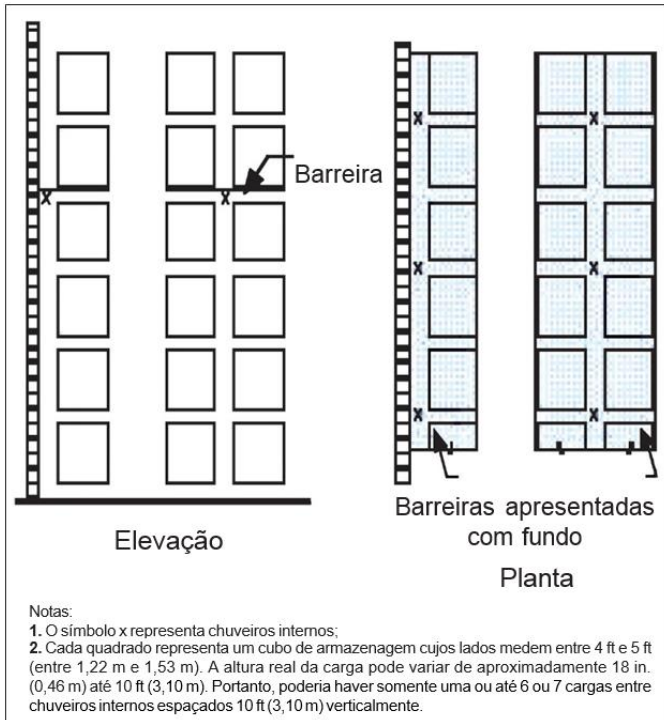 Barreira
x
x
x
x
x
x
x
x
Elevação
Barreiras apresentadas
com fundo
Planta
Notas:
1. O símbolo x representa chuveiros internos;
2. Cada quadrado representa um cubo de armazenagem cujos lados medem entre 4 ft e 5 ft
(entre 1,22 m e 1,53 m). A altura real da carga pode variar de aproximadamente 18 in.
(0,46 m) até 10 ft (3,10 m). Portanto, poderia haver somente uma ou até 6 ou 7 cargas entre
chuveiros internos espaçados 10 ft (3,10 m) verticalmente.